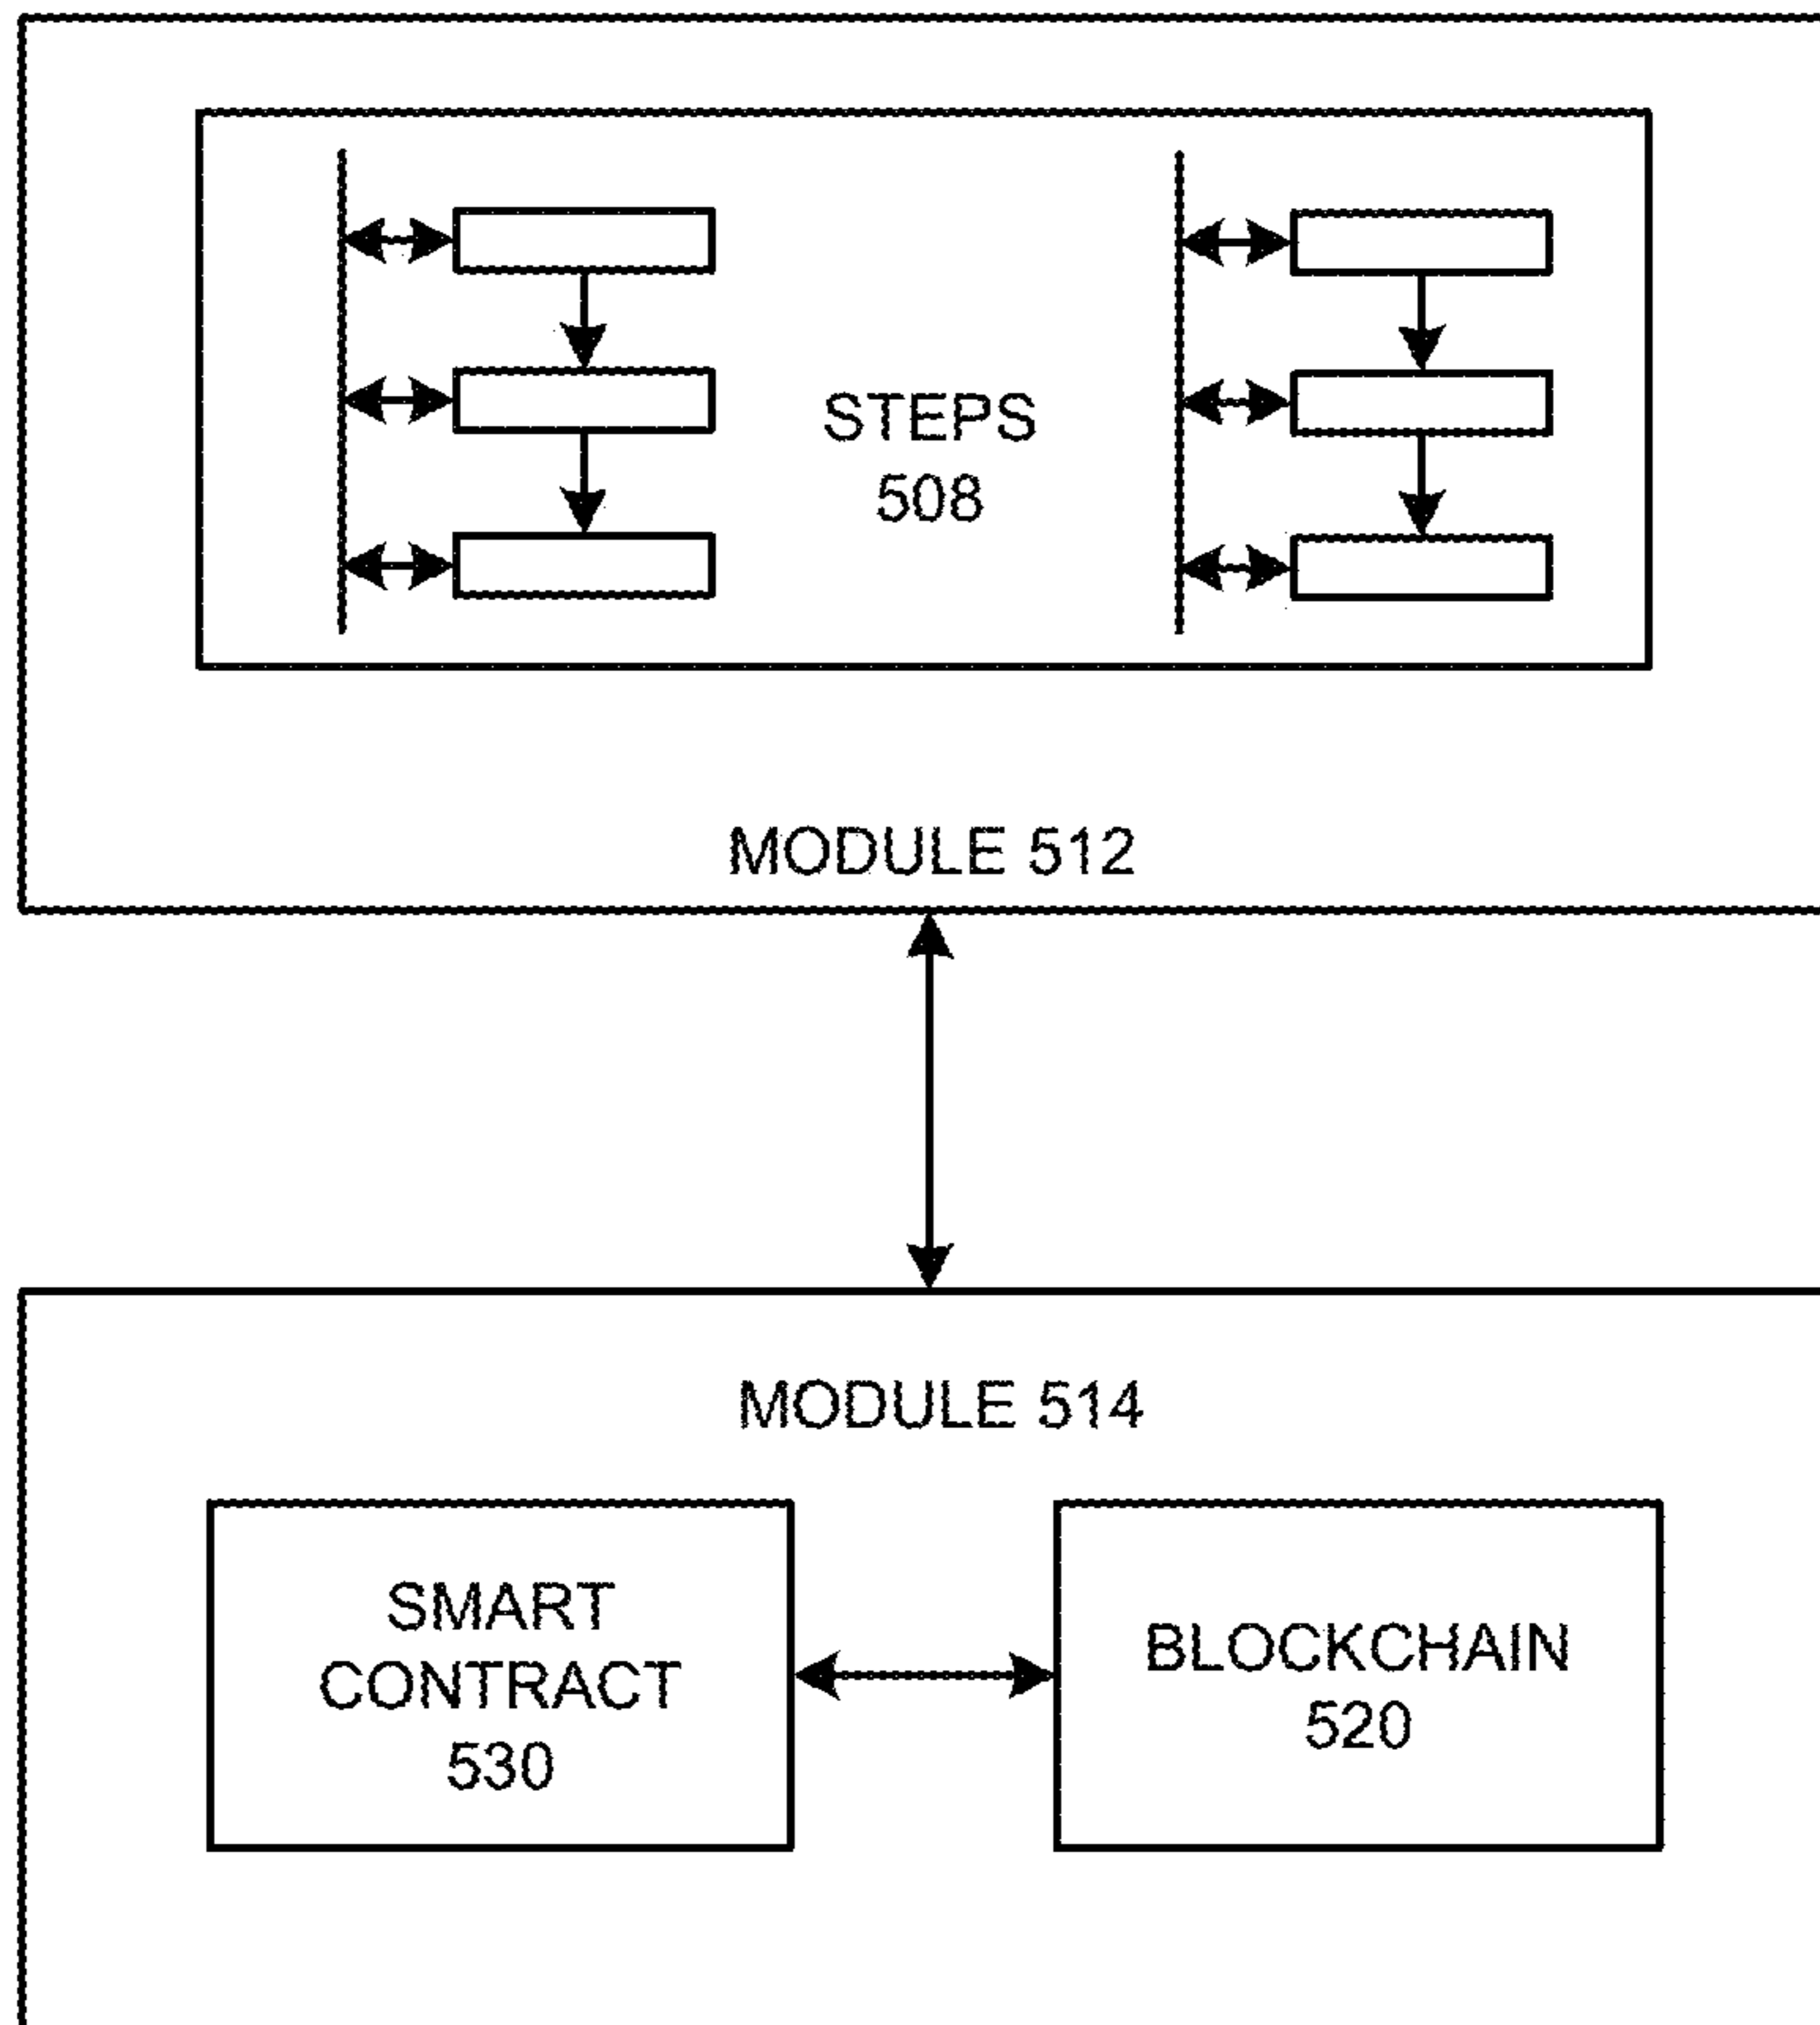 STEPS
508
MODULE 512
MODULE 514
SMART
CONTRACT
530
BLOCKCHAIN
520